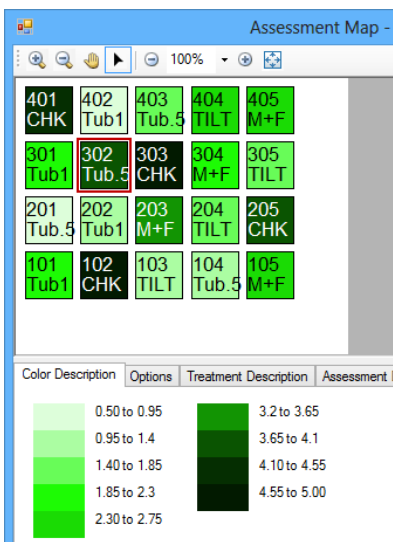 Assessment Map -
100%
401 402 403 404 405
CHK Tub1 Tub.5 TILT M+F
301 302 303 304 305
Tub1 Tub.5 CHK M+F TILT
201 202 203 204 205
Tub.5 Tub1 M+F TILT CHK
101 102 103 104 105
Tub1 CHK TILT Tub.5 M+F
Color Description Options Treatment Description Assessment
0.50 to 0.95 3.2 to 3.65
0.95 to 1.4 3.65 to 4.1
1.40 to 1.85 4.10 to 4.55
1.85 to 2.3 4.55 to 5.00
2.30 to 2.75